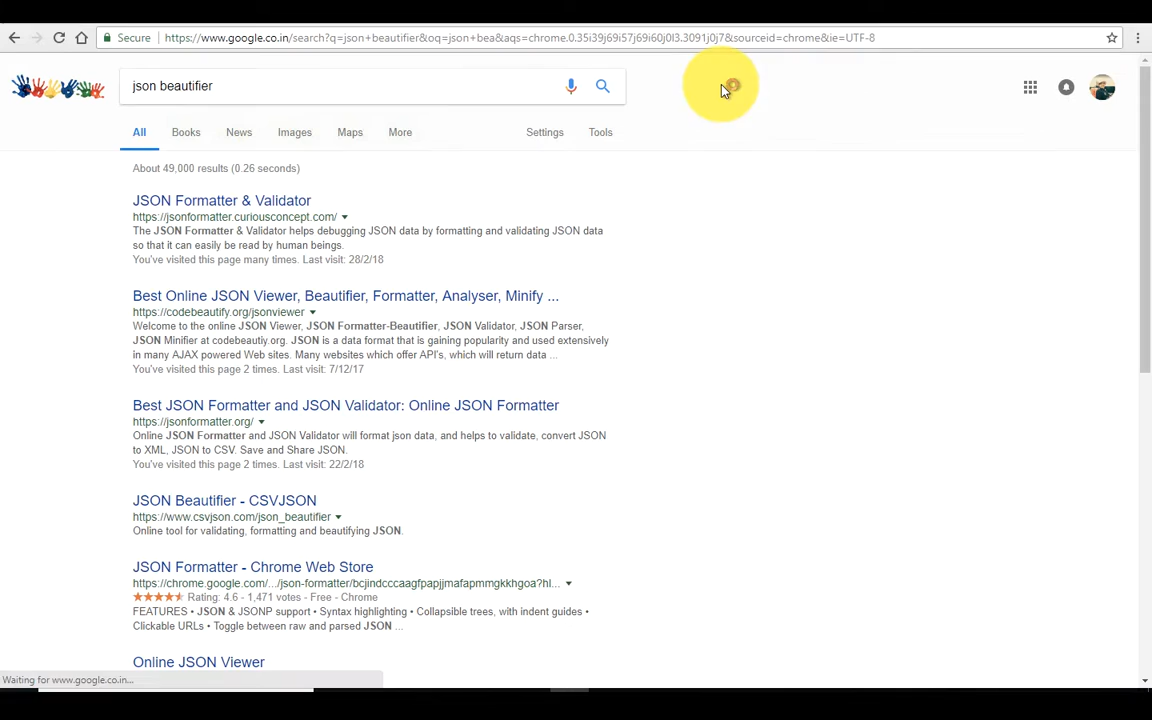 Secure https://www.google.co.in/search?q=json+beautifier&oq=json+bea&aqs=chrome.0.35i39j69i57j69i60j0l3.3091j0j7&sourceid=chrome&ie=UTF-8
json beautifier
All Books News Images Maps More Settings Tools
About 49,000 results (0.26 seconds)
JSON Formatter & Validator
https://jsonformatter.curiousconcept.com/
The JSON Formatter & Validator helps debugging JSON data by formatting and validating JSON data
so that it can easily be read by human beings.
You've visited this page many times. Last visit: 28/2/18
Best Online JSON Viewer, Beautifier, Formatter, Analyser, Minify ...
https://codebeautify.org/jsonviewer
Welcome to the online JSON Viewer, JSON Formatter-Beautifier, JSON Validator, JSON Parser,
JSON Minifier at codebeautiy.org. JSON is a data format that is gaining popularity and used extensively
in many AJAX powered Web sites. Many websites which offer API's, which will return data ...
You've visited this page 2 times. Last visit: 7/12/17
Best JSON Formatter and JSON Validator: Online JSON Formatter
https://jsonformatter.org/
Online JSON Formatter and JSON Validator will format json data, and helps to validate, convert JSON
to XML, JSON to CSV. Save and Share JSON.
You've visited this page 2 times. Last visit: 22/2/18
JSON Beautifier - CSVJSON
https://www.csvjson.com/json_beautifier
Online tool for validating, formatting and beautifying JSON.
JSON Formatter - Chrome Web Store
https://chrome.google.com/.../json-formatter/bcjindcccaagfpapjjmafapmmgkkhgoa?hl...
Rating: 4.6 - 1,471 votes - Free - Chrome
FEATURES • JSON & JSONP support • Syntax highlighting • Collapsible trees, with indent guides •
Clickable URLs • Toggle between raw and parsed JSON ...
Online JSON Viewer
Waiting for www.google.co.in...